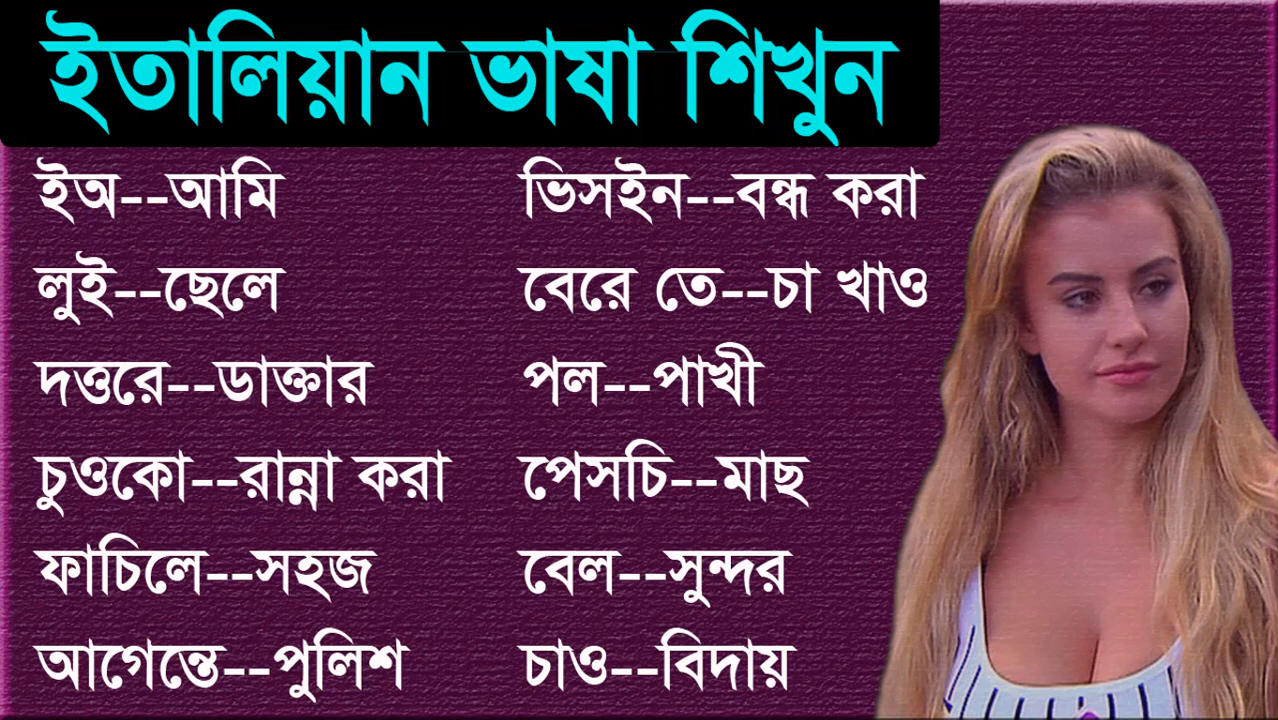 ইতালিয়ান ভাষা শিখুন
ইঅ--আমি
লুই--ছেলে
দত্তরে--ডাক্তার
চুওকো--রান্না করা
ফাচিলে--সহজ
আগেন্তে--পুলিশ
ভিসইন--বন্ধ করা
বেরে তে--চা খাও
পল--পাখী
পেসচি--মাছ
বেল--সুন্দর
চাও--বিদায়